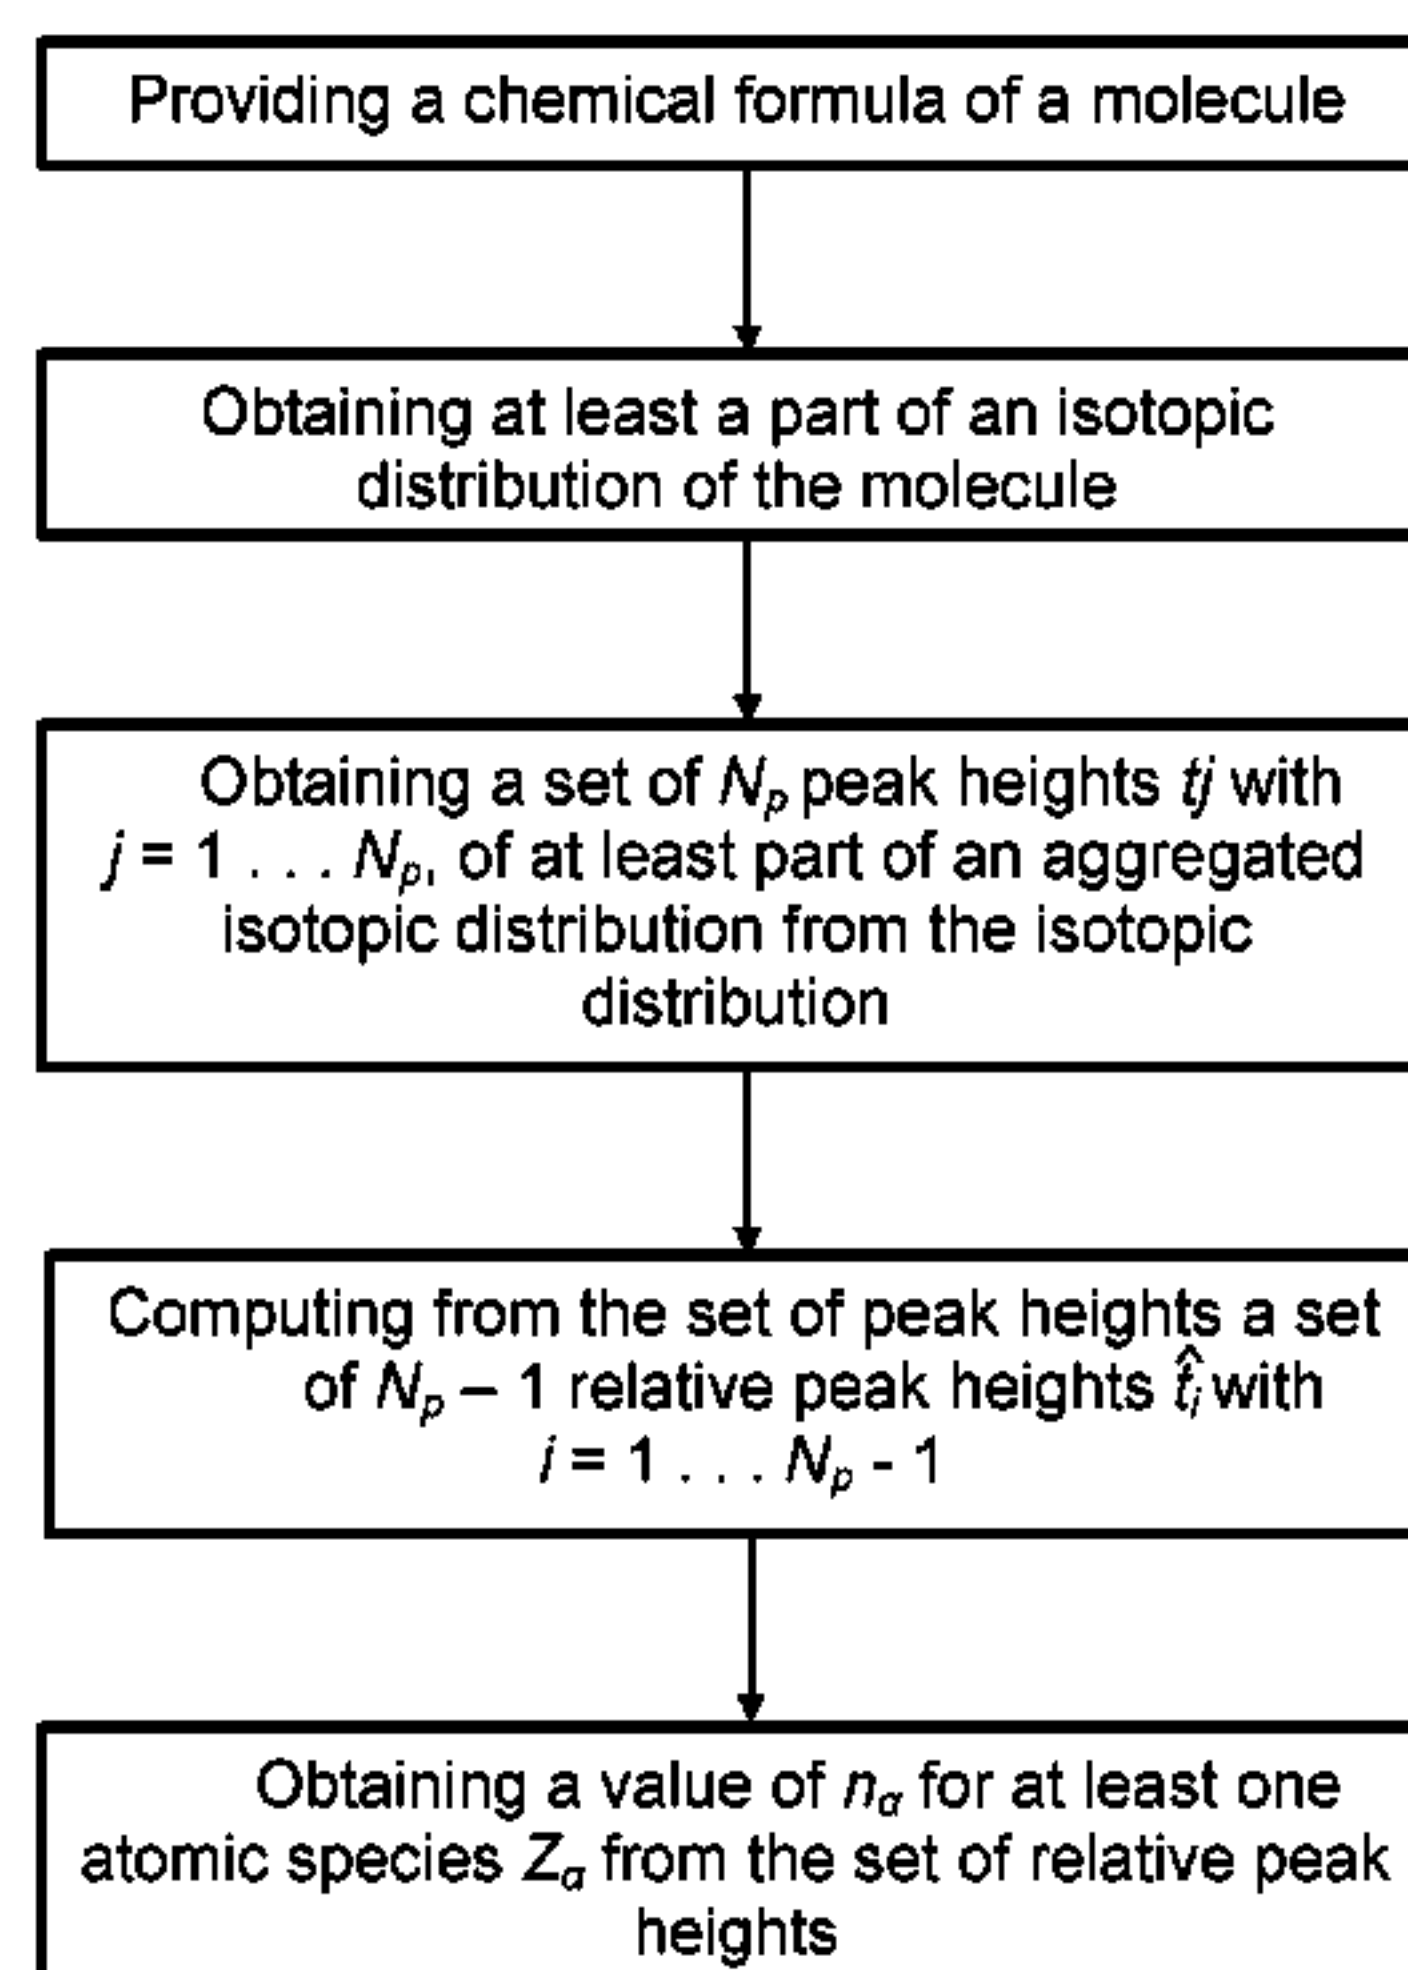 Providing a chemical formula of a molecule
Obtaining at least a part of an isotopic
distribution of the molecule
Obtaining a set of Nₚ peak heights tj with
j = 1 . . . Nₚ, of at least part of an aggregated
isotopic distribution from the isotopic
distribution
Computing from the set of peak heights a set
of Nₚ – 1 relative peak heights t̂ᵢ with
i = 1 . . . Nₚ - 1
Obtaining a value of n_α for at least one
atomic species Z_α from the set of relative peak
heights